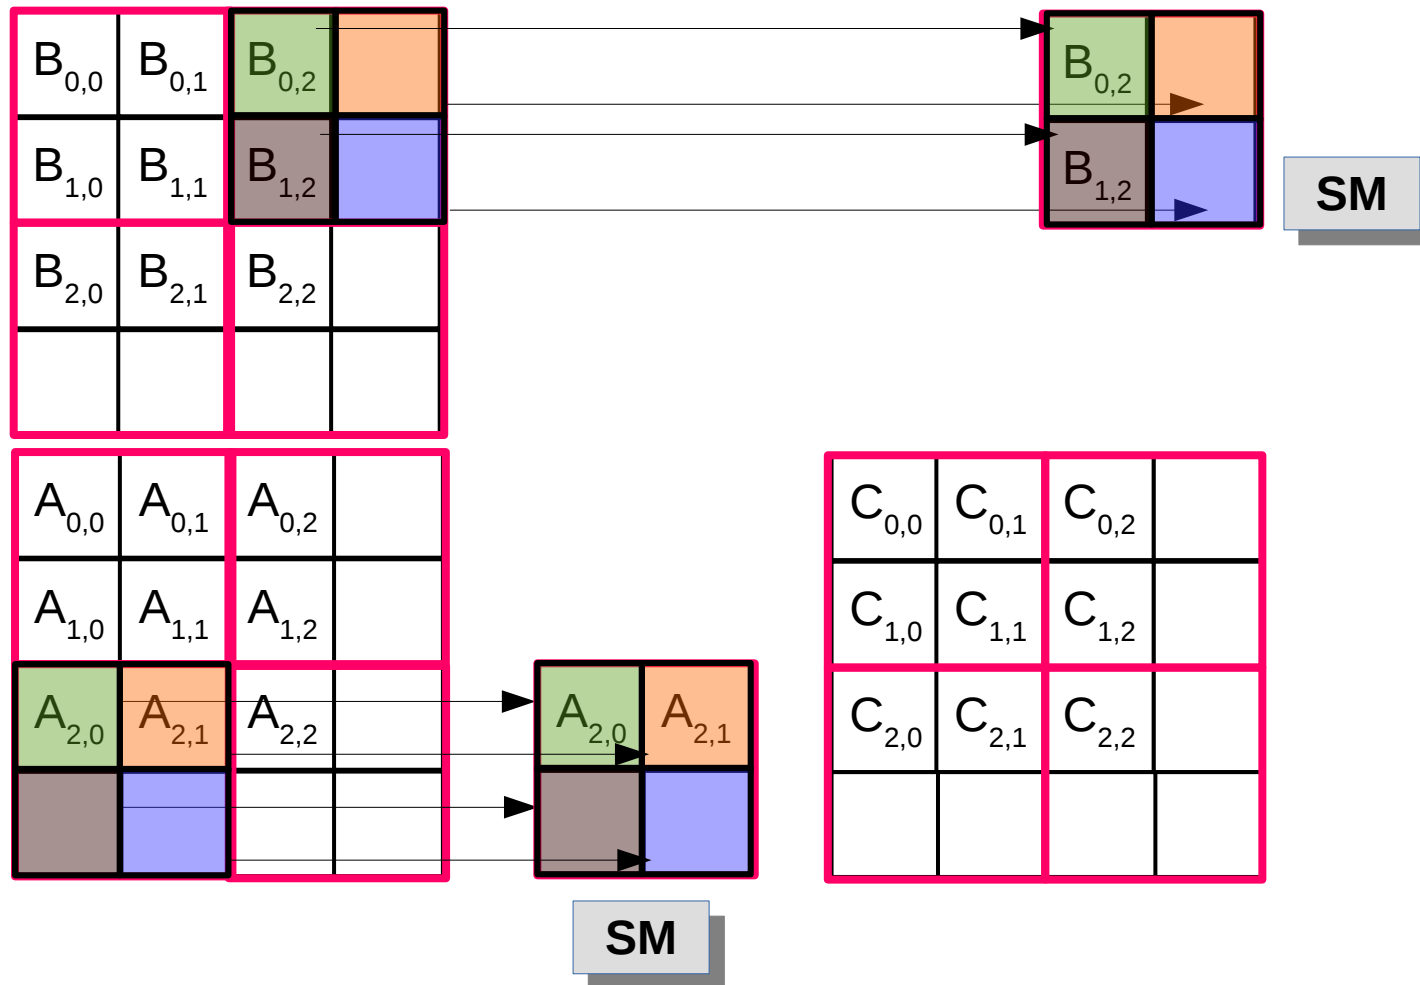 B0,0 B0,1 B0,2 B0,2
B1,0 B1,1 B1,2 B1,2
SM
B2,0 B2,1 B2,2
A0,0 A0,1 A0,2 C0,0 C0,1 C0,2
A1,0 A1,1 A1,2 C1,0 C1,1 C1,2
A2,0 A2,1 A2,2 A2,0 A2,1 C2,0 C2,1 C2,2
SM